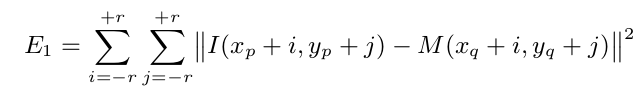 E_1 = \sum_{i=-r}^{+r} \sum_{j=-r}^{+r} \left\| I(x_p + i, y_p + j) - M(x_q + i, y_q + j) \right\|^2